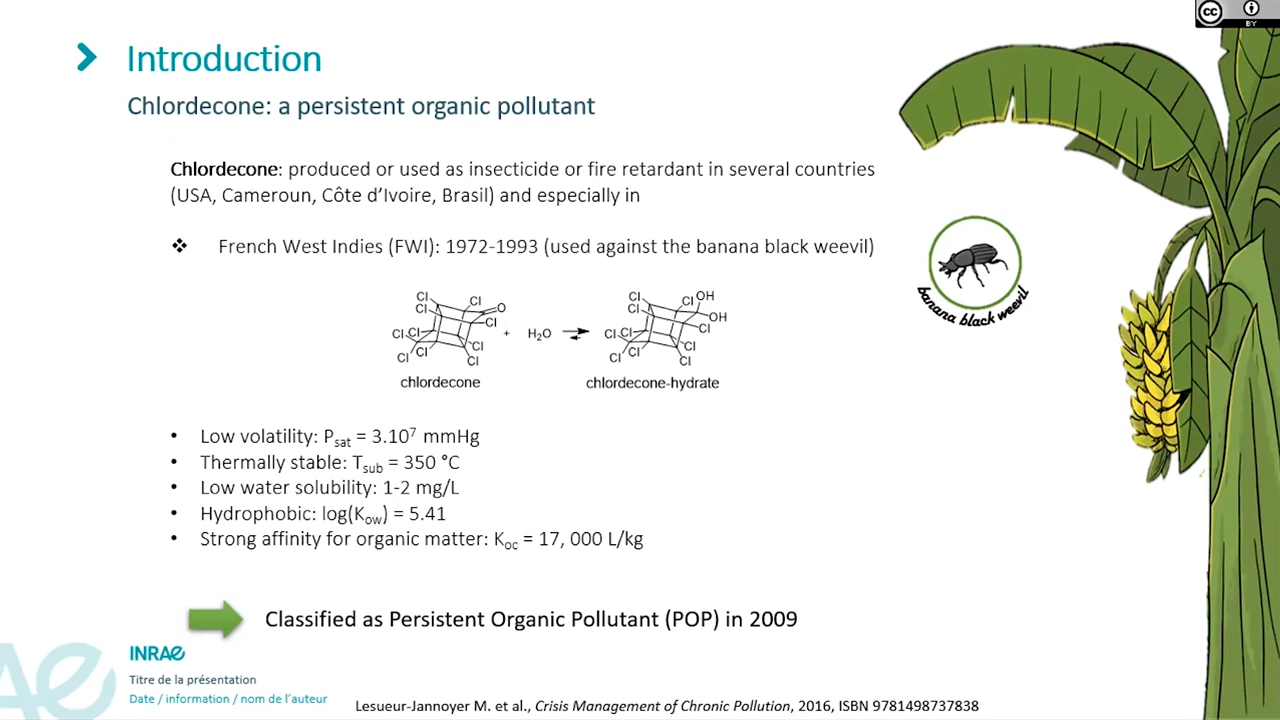 CC BY
Introduction
Chlordecone: a persistent organic pollutant
Chlordecone: produced or used as insecticide or fire retardant in several countries
(USA, Cameroun, Côte d'Ivoire, Brasil) and especially in
❖ French West Indies (FWI): 1972-1993 (used against the banana black weevil)
banana black weevil
Cl Cl Cl O Cl Cl Cl Cl Cl Cl Cl + H₂O Cl Cl Cl OH OH Cl Cl Cl Cl Cl Cl Cl
chlordecone chlordecone-hydrate
• Low volatility: Psat = 3.10⁷ mmHg
• Thermally stable: Tsub = 350 °C
• Low water solubility: 1-2 mg/L
• Hydrophobic: log(Kow) = 5.41
• Strong affinity for organic matter: Koc = 17, 000 L/kg
Classified as Persistent Organic Pollutant (POP) in 2009
INRAE
Titre de la présentation
Date / information / nom de l'auteur
Lesueur-Jannoyer M. et al., Crisis Management of Chronic Pollution, 2016, ISBN 9781498737838